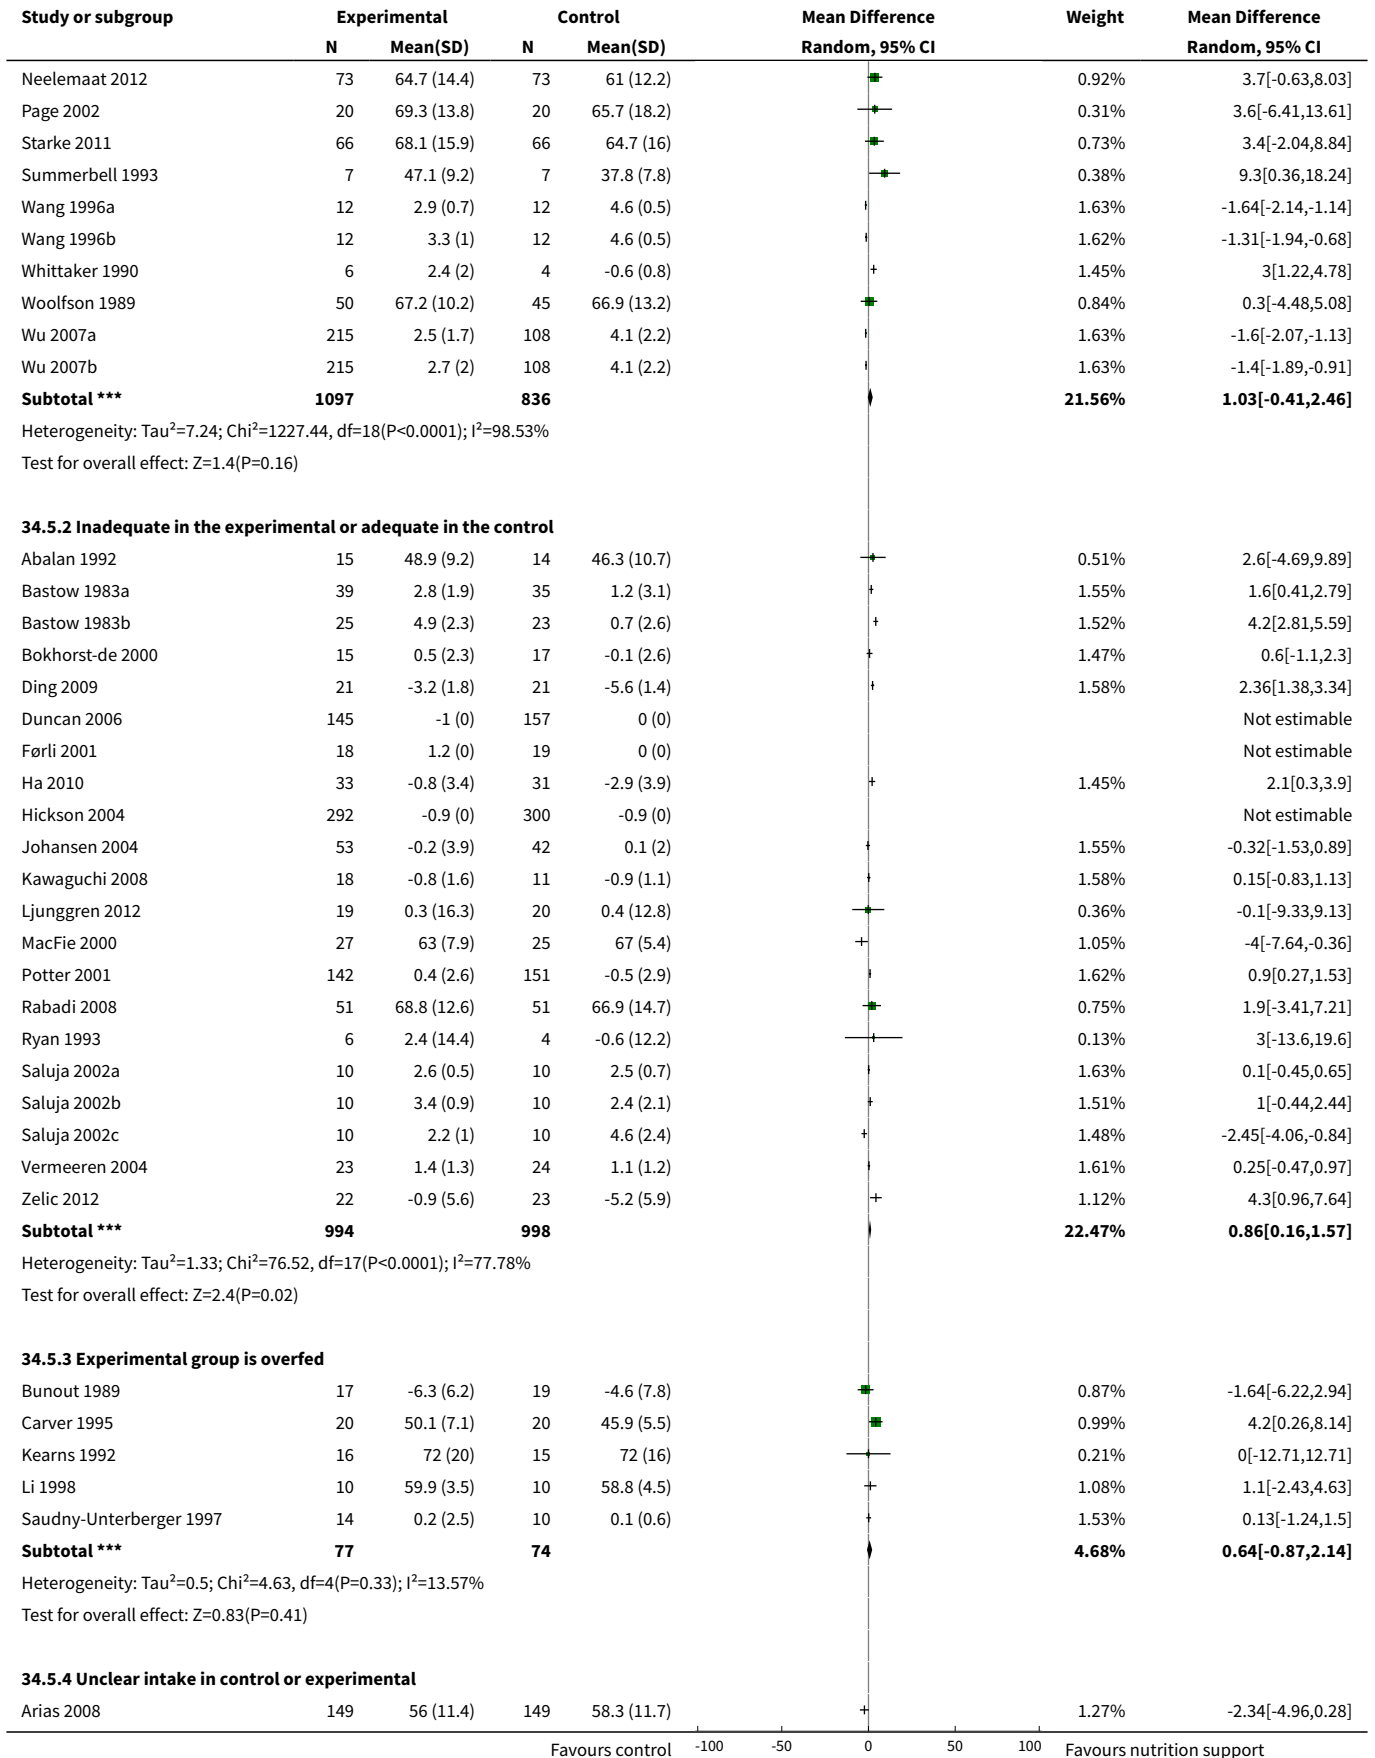 Study or subgroup Experimental Control Mean Difference Weight Mean Difference
N Mean(SD) N Mean(SD) Random, 95% CI Random, 95% CI
Neelemaat 2012 73 64.7 (14.4) 73 61 (12.2) 0.92% 3.7[-0.63,8.03]
Page 2002 20 69.3 (13.8) 20 65.7 (18.2) 0.31% 3.6[-6.41,13.61]
Starke 2011 66 68.1 (15.9) 66 64.7 (16) 0.73% 3.4[-2.04,8.84]
Summerbell 1993 7 47.1 (9.2) 7 37.8 (7.8) 0.38% 9.3[0.36,18.24]
Wang 1996a 12 2.9 (0.7) 12 4.6 (0.5) 1.63% -1.64[-2.14,-1.14]
Wang 1996b 12 3.3 (1) 12 4.6 (0.5) 1.62% -1.31[-1.94,-0.68]
Whittaker 1990 6 2.4 (2) 4 -0.6 (0.8) 1.45% 3[1.22,4.78]
Woolfson 1989 50 67.2 (10.2) 45 66.9 (13.2) 0.84% 0.3[-4.48,5.08]
Wu 2007a 215 2.5 (1.7) 108 4.1 (2.2) 1.63% -1.6[-2.07,-1.13]
Wu 2007b 215 2.7 (2) 108 4.1 (2.2) 1.63% -1.4[-1.89,-0.91]
Subtotal *** 1097 836 21.56% 1.03[-0.41,2.46]
Heterogeneity: Tau²=7.24; Chi²=1227.44, df=18(P<0.0001); I²=98.53%
Test for overall effect: Z=1.4(P=0.16)
34.5.2 Inadequate in the experimental or adequate in the control
Abalan 1992 15 48.9 (9.2) 14 46.3 (10.7) 0.51% 2.6[-4.69,9.89]
Bastow 1983a 39 2.8 (1.9) 35 1.2 (3.1) 1.55% 1.6[0.41,2.79]
Bastow 1983b 25 4.9 (2.3) 23 0.7 (2.6) 1.52% 4.2[2.81,5.59]
Bokhorst-de 2000 15 0.5 (2.3) 17 -0.1 (2.6) 1.47% 0.6[-1.1,2.3]
Ding 2009 21 -3.2 (1.8) 21 -5.6 (1.4) 1.58% 2.36[1.38,3.34]
Duncan 2006 145 -1 (0) 157 0 (0) Not estimable
Førli 2001 18 1.2 (0) 19 0 (0) Not estimable
Ha 2010 33 -0.8 (3.4) 31 -2.9 (3.9) 1.45% 2.1[0.3,3.9]
Hickson 2004 292 -0.9 (0) 300 -0.9 (0) Not estimable
Johansen 2004 53 -0.2 (3.9) 42 0.1 (2) 1.55% -0.32[-1.53,0.89]
Kawaguchi 2008 18 -0.8 (1.6) 11 -0.9 (1.1) 1.58% 0.15[-0.83,1.13]
Ljunggren 2012 19 0.3 (16.3) 20 0.4 (12.8) 0.36% -0.1[-9.33,9.13]
MacFie 2000 27 63 (7.9) 25 67 (5.4) 1.05% -4[-7.64,-0.36]
Potter 2001 142 0.4 (2.6) 151 -0.5 (2.9) 1.62% 0.9[0.27,1.53]
Rabadi 2008 51 68.8 (12.6) 51 66.9 (14.7) 0.75% 1.9[-3.41,7.21]
Ryan 1993 6 2.4 (14.4) 4 -0.6 (12.2) 0.13% 3[-13.6,19.6]
Saluja 2002a 10 2.6 (0.5) 10 2.5 (0.7) 1.63% 0.1[-0.45,0.65]
Saluja 2002b 10 3.4 (0.9) 10 2.4 (2.1) 1.51% 1[-0.44,2.44]
Saluja 2002c 10 2.2 (1) 10 4.6 (2.4) 1.48% -2.45[-4.06,-0.84]
Vermeeren 2004 23 1.4 (1.3) 24 1.1 (1.2) 1.61% 0.25[-0.47,0.97]
Zelic 2012 22 -0.9 (5.6) 23 -5.2 (5.9) 1.12% 4.3[0.96,7.64]
Subtotal *** 994 998 22.47% 0.86[0.16,1.57]
Heterogeneity: Tau²=1.33; Chi²=76.52, df=17(P<0.0001); I²=77.78%
Test for overall effect: Z=2.4(P=0.02)
34.5.3 Experimental group is overfed
Bunout 1989 17 -6.3 (6.2) 19 -4.6 (7.8) 0.87% -1.64[-6.22,2.94]
Carver 1995 20 50.1 (7.1) 20 45.9 (5.5) 0.99% 4.2[0.26,8.14]
Kearns 1992 16 72 (20) 15 72 (16) 0.21% 0[-12.71,12.71]
Li 1998 10 59.9 (3.5) 10 58.8 (4.5) 1.08% 1.1[-2.43,4.63]
Saudny-Unterberger 1997 14 0.2 (2.5) 10 0.1 (0.6) 1.53% 0.13[-1.24,1.5]
Subtotal *** 77 74 4.68% 0.64[-0.87,2.14]
Heterogeneity: Tau²=0.5; Chi²=4.63, df=4(P=0.33); I²=13.57%
Test for overall effect: Z=0.83(P=0.41)
34.5.4 Unclear intake in control or experimental
Arias 2008 149 56 (11.4) 149 58.3 (11.7) 1.27% -2.34[-4.96,0.28]
Favours control -100 -50 0 50 100 Favours nutrition support